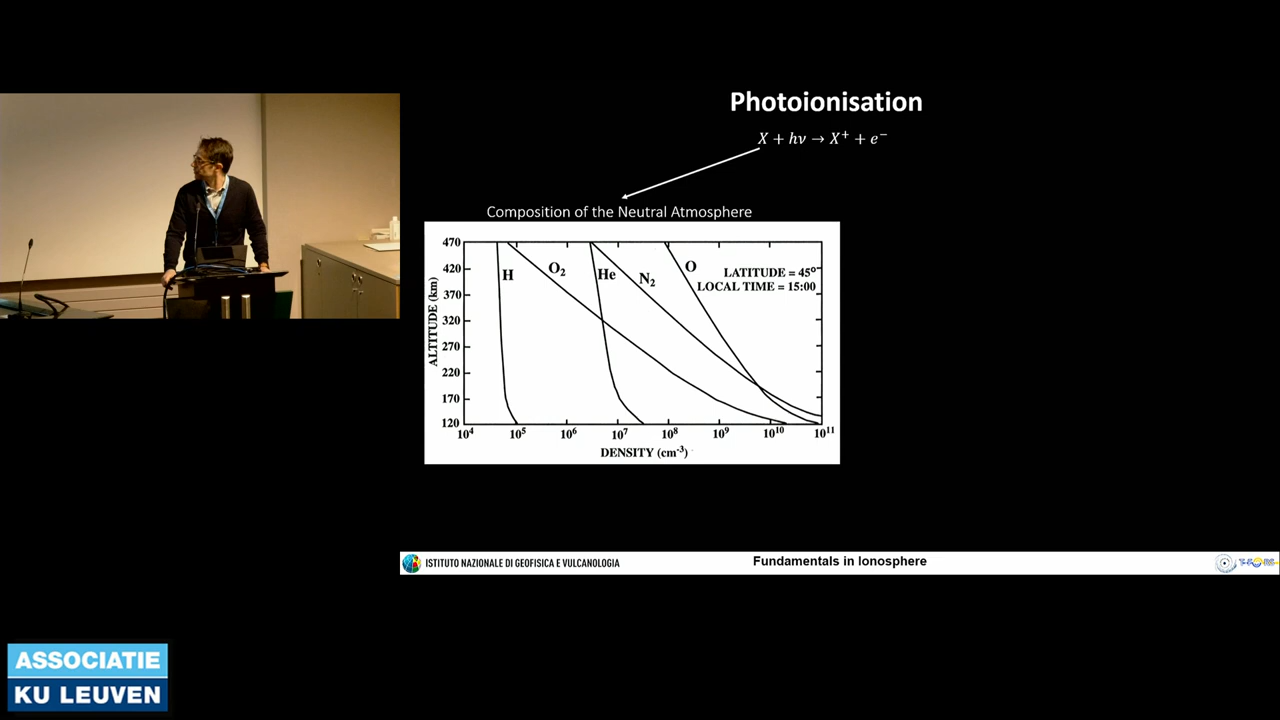 Photoionisation
X + hν → X⁺ + e⁻
Composition of the Neutral Atmosphere
470
420
370
320
270
220
170
120
ALTITUDE (km)
H
O₂
He
N₂
O
LATITUDE = 45°
LOCAL TIME = 15:00
10⁴ 10⁵ 10⁶ 10⁷ 10⁸ 10⁹ 10¹⁰ 10¹¹
DENSITY (cm⁻³)
ISTITUTO NAZIONALE DI GEOFISICA E VULCANOLOGIA
Fundamentals in Ionosphere
ASSOCIATIE
KU LEUVEN